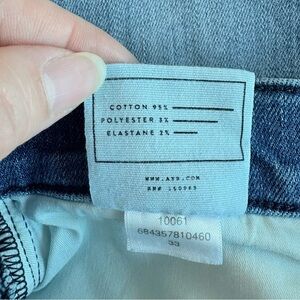 COTTON 95%
POLYESTER 3%
ELASTANE 2%
WWW.AYR.COM
RN# 150963
10061
684357810460
33